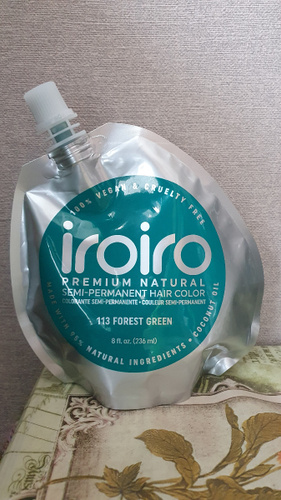 100% VEGAN & CRUELTY FREE
iroiro
PREMIUM NATURAL
SEMI-PERMANENT HAIR COLOR
COLORANTE SEMI-PERMANENTE • COULEUR SEMI-PERMANENT
113 FOREST GREEN
8 fl. oz. (236 ml)
MADE WITH 95% NATURAL INGREDIENTS • COCONUT OIL